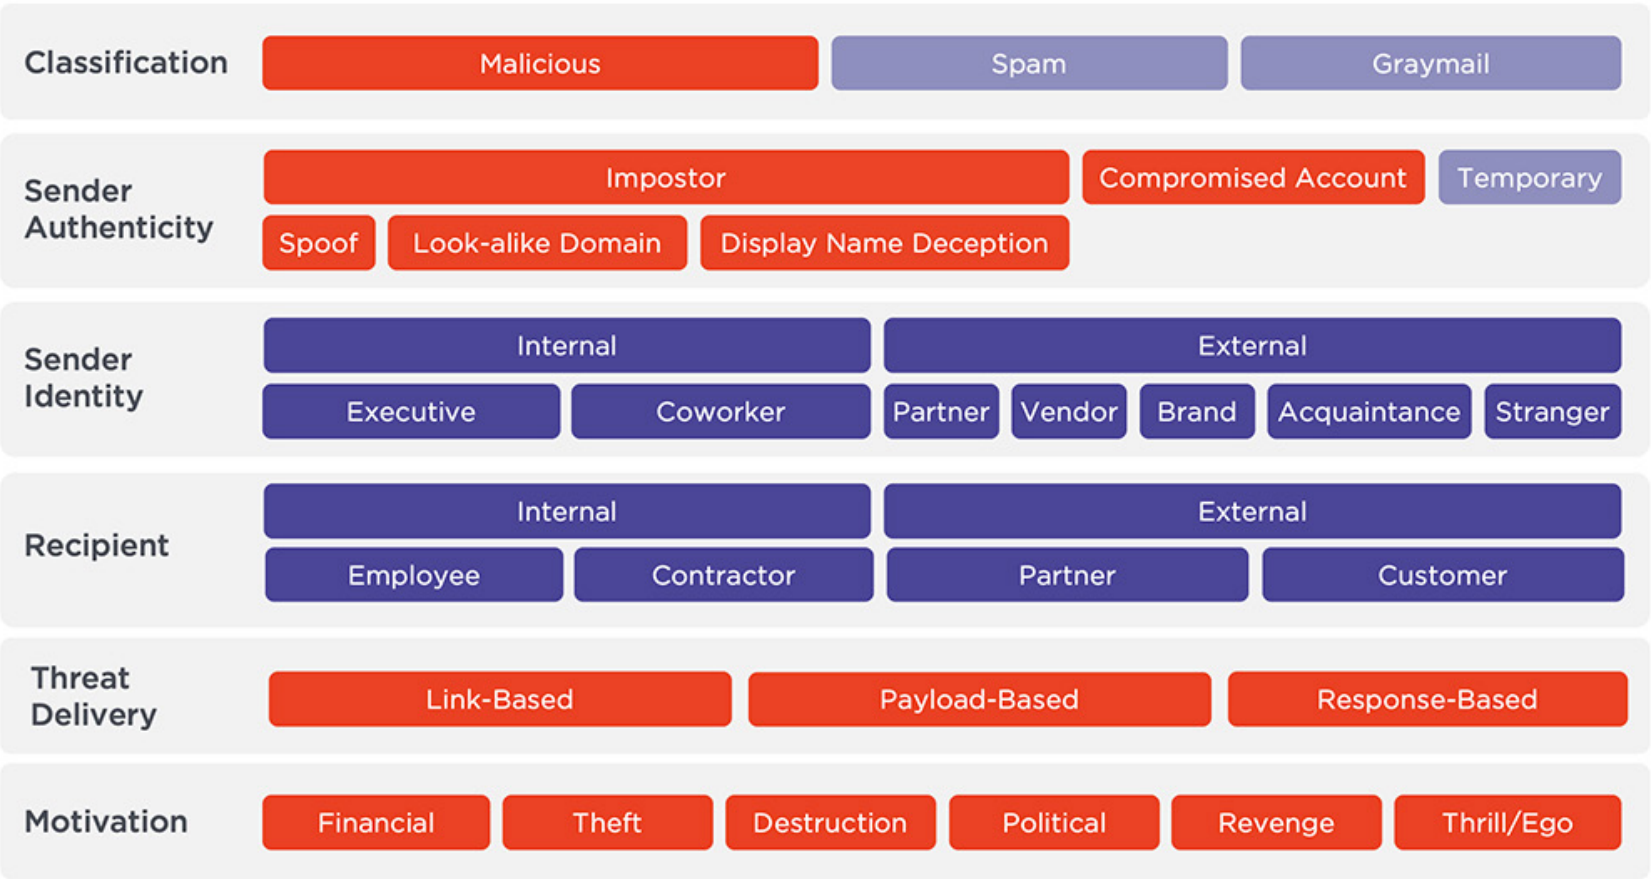 Classification
Malicious
Spam
Graymail
Sender
Authenticity
Impostor
Compromised Account
Temporary
Spoof
Look-alike Domain
Display Name Deception
Sender
Identity
Internal
External
Executive
Coworker
Partner
Vendor
Brand
Acquaintance
Stranger
Recipient
Internal
External
Employee
Contractor
Partner
Customer
Threat
Delivery
Link-Based
Payload-Based
Response-Based
Motivation
Financial
Theft
Destruction
Political
Revenge
Thrill/Ego